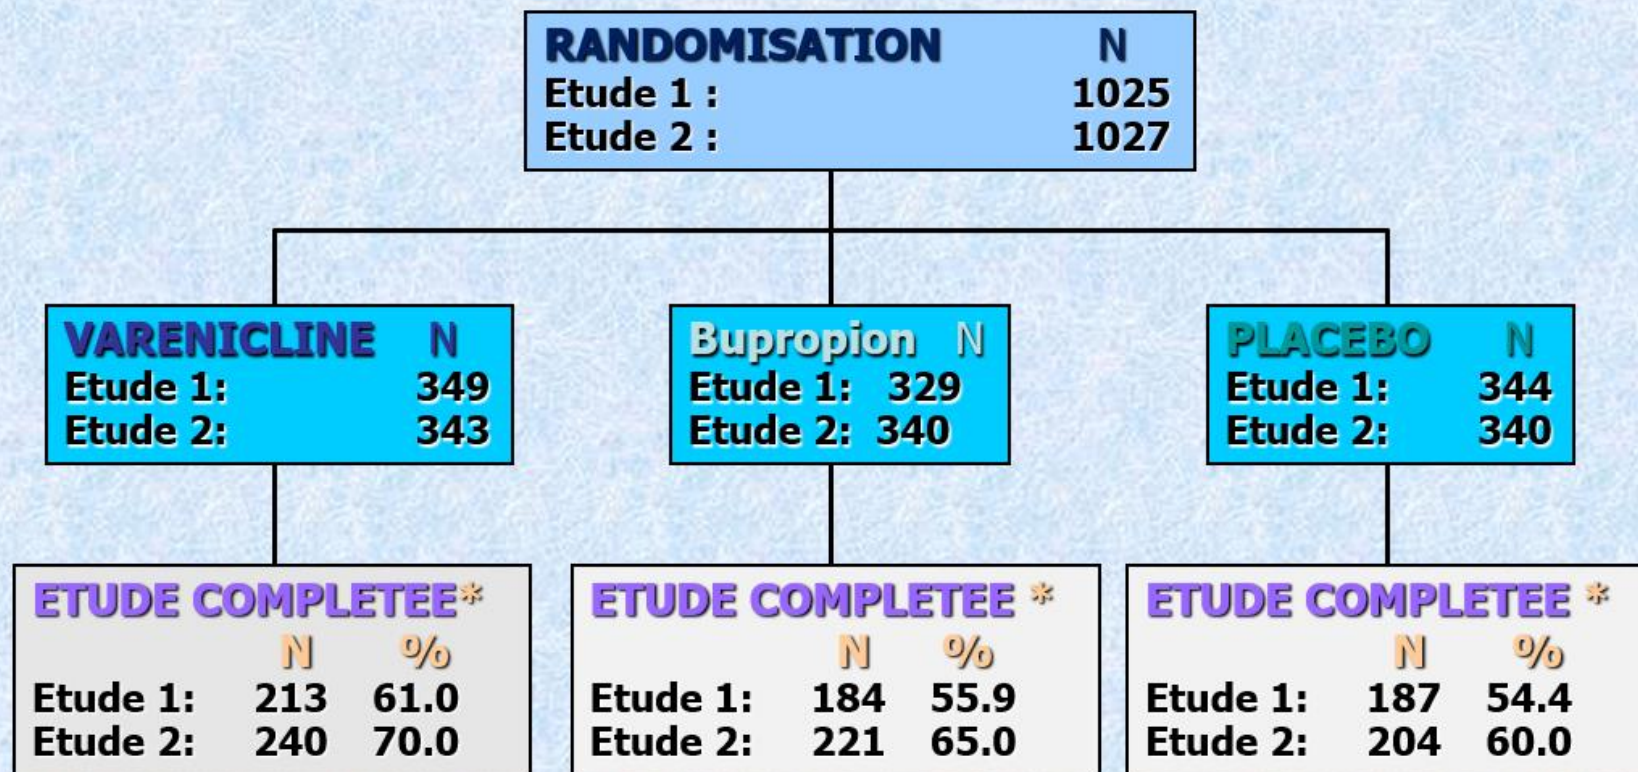 RANDOMISATION N
Etude 1 : 1025
Etude 2 : 1027
VARENICLINE N
Etude 1: 349
Etude 2: 343
Bupropion N
Etude 1: 329
Etude 2: 340
PLACEBO N
Etude 1: 344
Etude 2: 340
ETUDE COMPLETEE*
N %
Etude 1: 213 61.0
Etude 2: 240 70.0
ETUDE COMPLETEE *
N %
Etude 1: 184 55.9
Etude 2: 221 65.0
ETUDE COMPLETEE *
N %
Etude 1: 187 54.4
Etude 2: 204 60.0